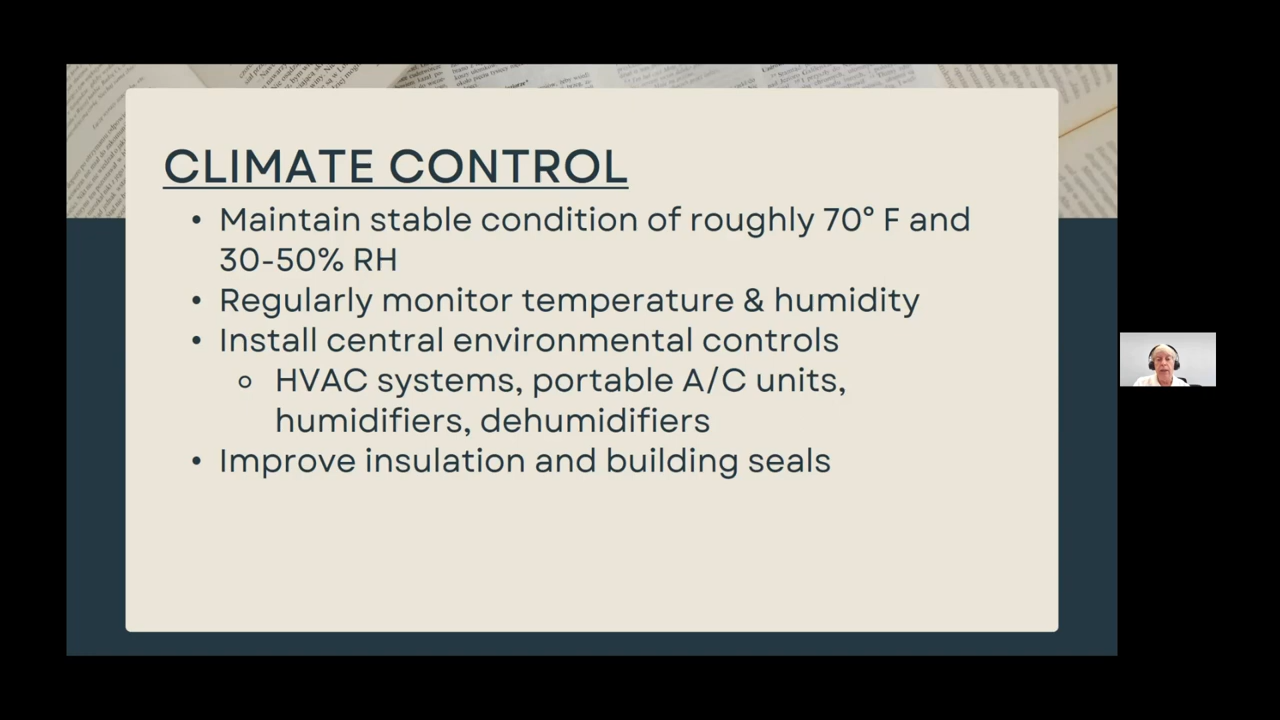 CLIMATE CONTROL
• Maintain stable condition of roughly 70° F and
30-50% RH
• Regularly monitor temperature & humidity
• Install central environmental controls
○ HVAC systems, portable A/C units,
humidifiers, dehumidifiers
• Improve insulation and building seals